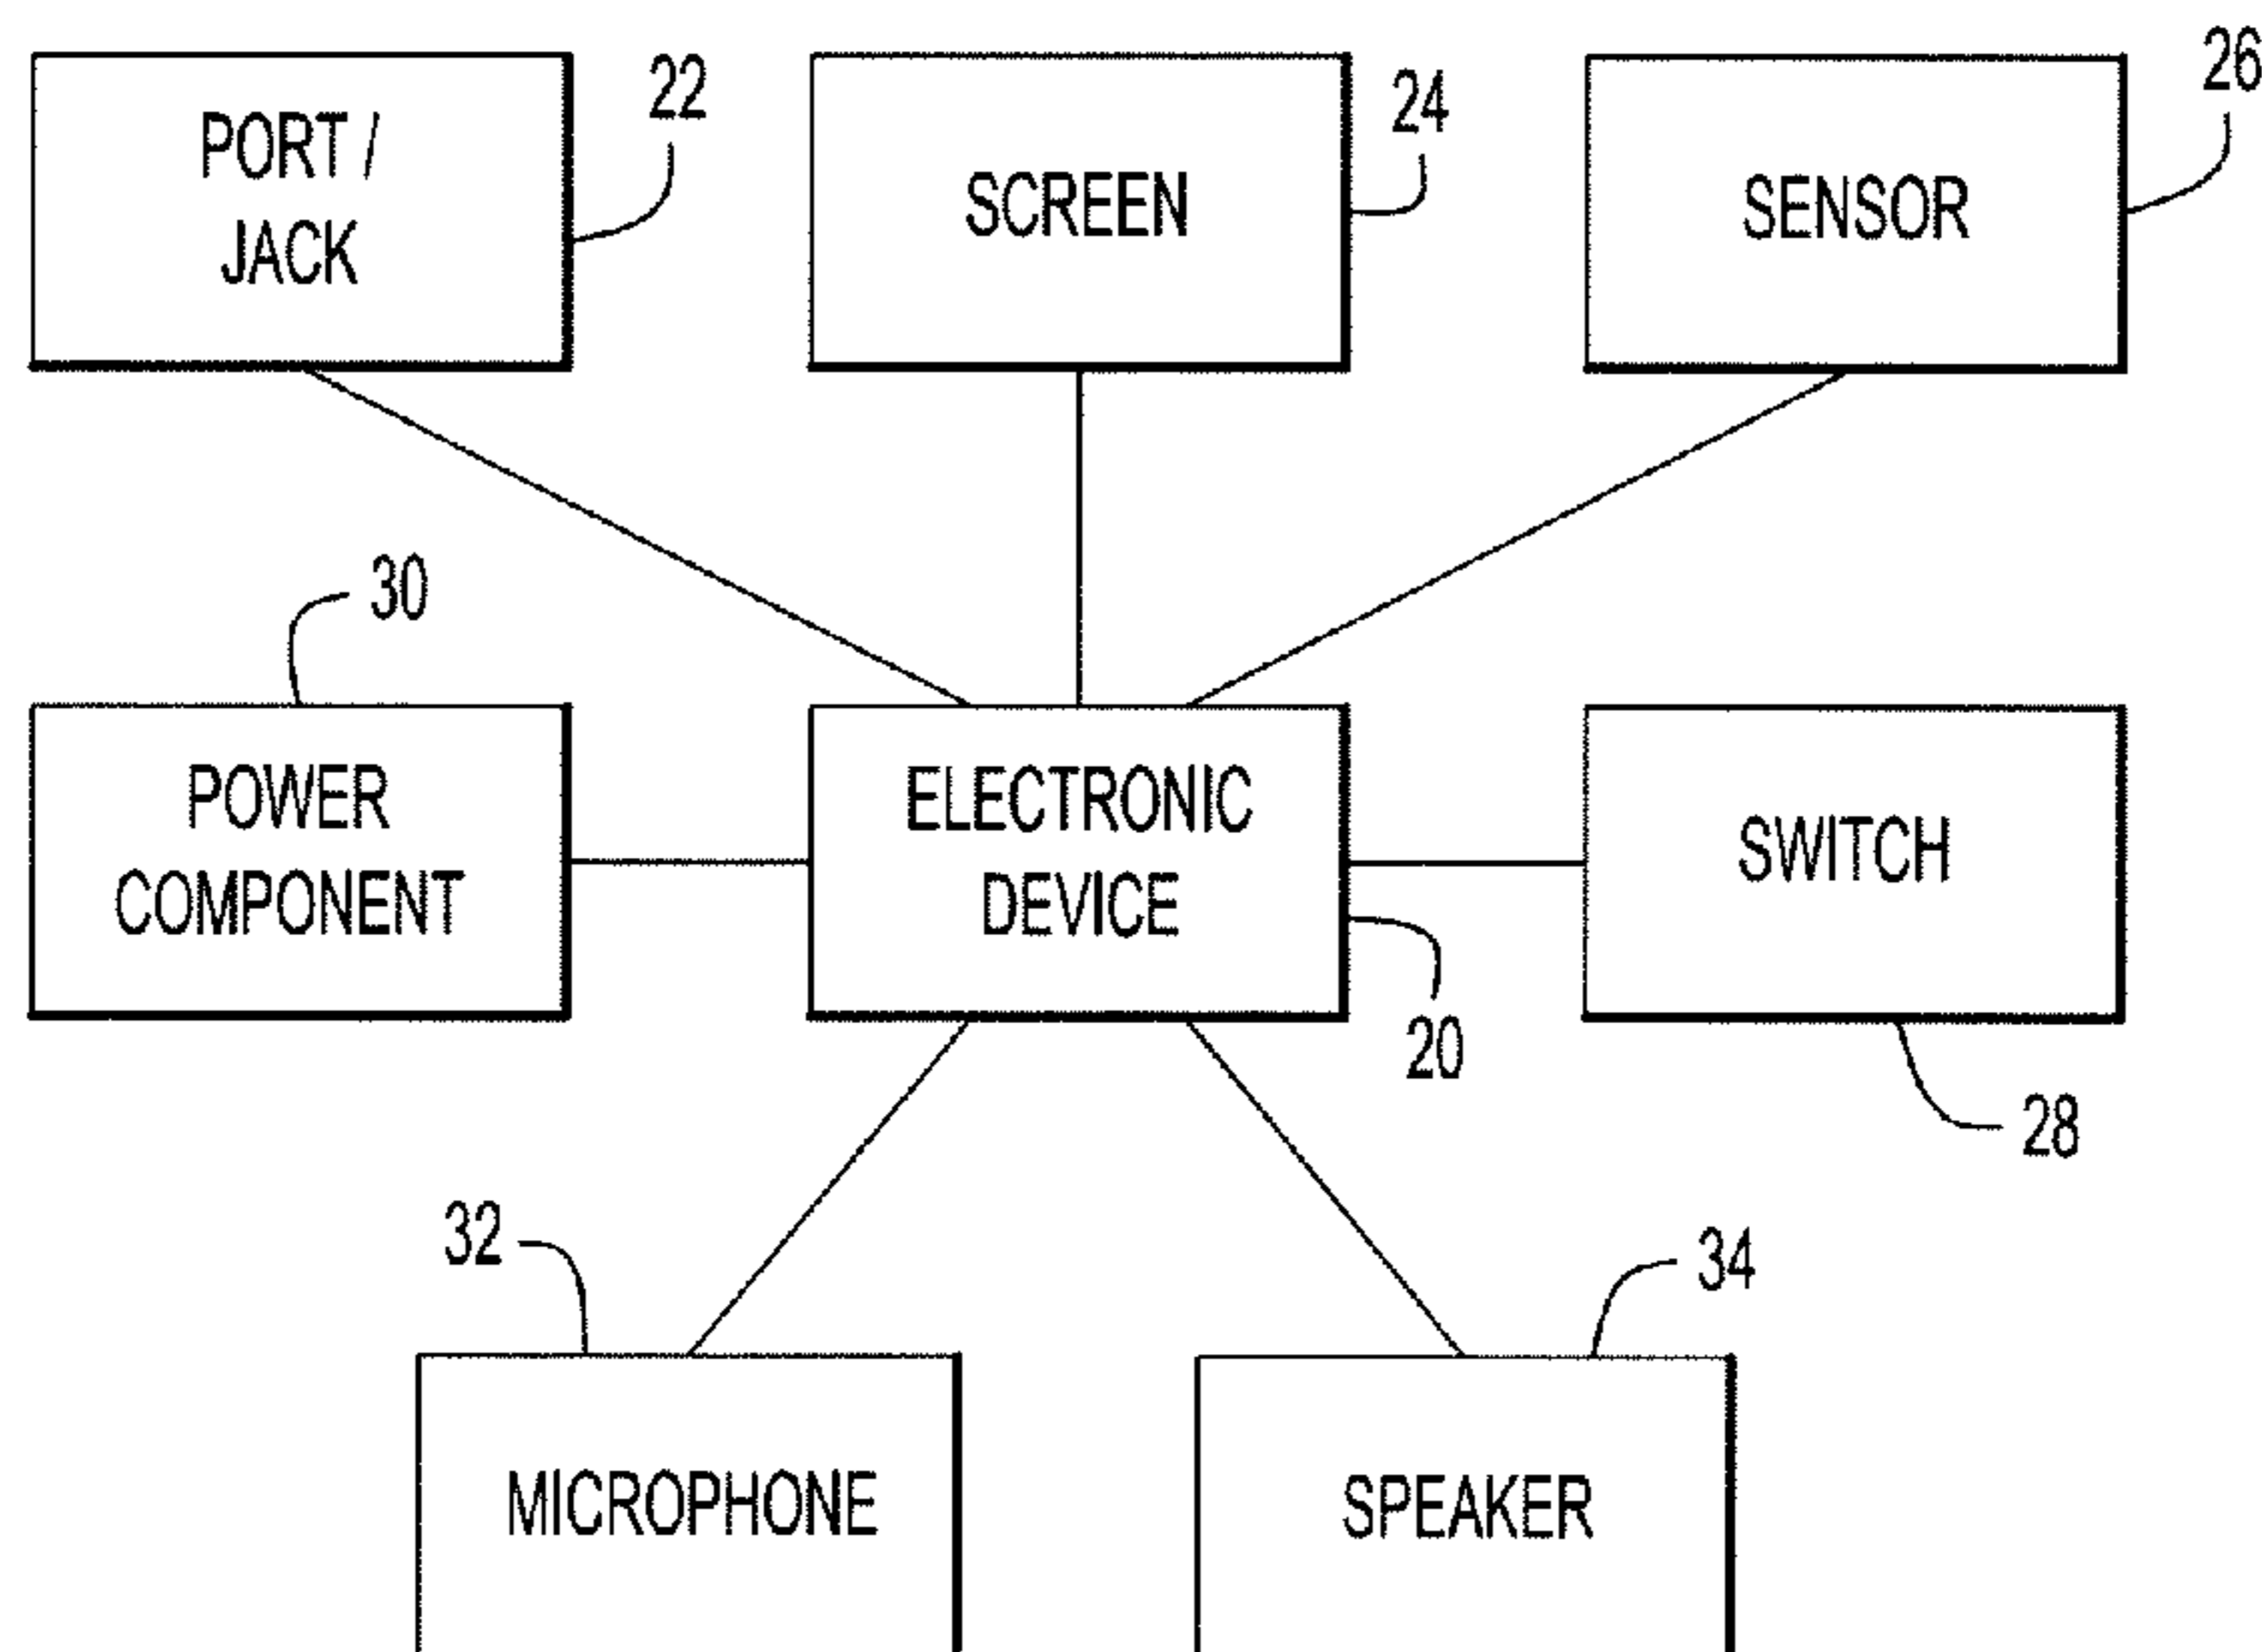 PORT /
JACK
22
SCREEN
24
SENSOR
26
30
POWER
COMPONENT
ELECTRONIC
DEVICE
20
SWITCH
28
32
MICROPHONE
34
SPEAKER